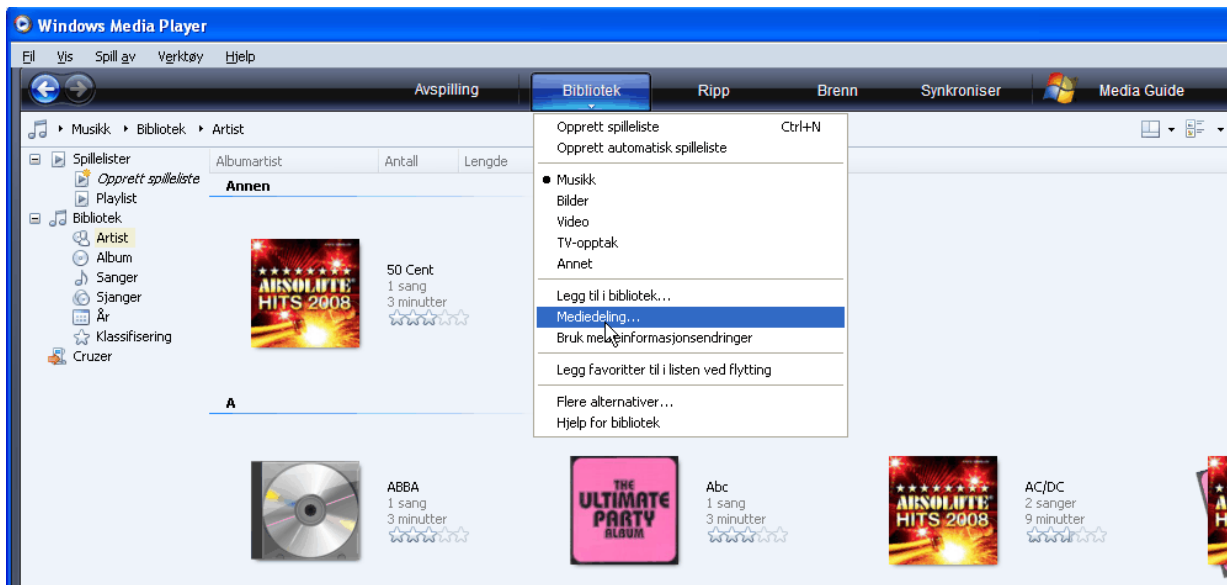 Windows Media Player
Fil Vis Spill av Verktøy Hjelp
Avspilling Bibliotek Ripp Brenn Synkroniser Media Guide
Musikk Bibliotek Artist
Opprett spilleliste Ctrl+N
Opprett automatisk spilleliste
Musikk
Bilder
Video
TV-opptak
Annet
Legg til i bibliotek...
Mediedeling...
Bruk medieinformasjonsendringer
Legg favoritter til i listen ved flytting
Flere alternativer...
Hjelp for bibliotek
Spillelister
Opprett spilleliste
Playlist
Bibliotek
Artist
Album
Sanger
Sjanger
År
Klassifisering
Cruzer
Albumartist Antall Lengde
Annen
ABSOLUTE
HITS 2008
50 Cent
1 sang
3 minutter
A
ABBA
1 sang
3 minutter
THE
ULTIMATE
PARTY
ALBUM
Abc
1 sang
3 minutter
ABSOLUTE
HITS 2008
AC/DC
2 sanger
9 minutter